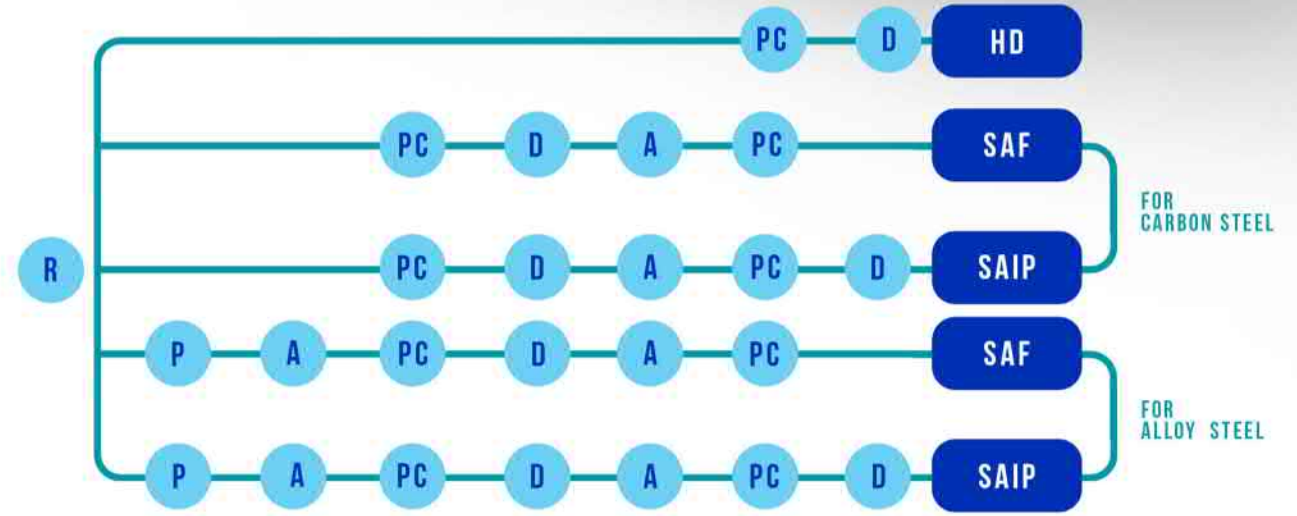 PC D HD
PC D A PC SAF
FOR
CARBON STEEL
R PC D A PC D SAIP
P A PC D A PC SAF
FOR
ALLOY STEEL
P A PC D A PC D SAIP